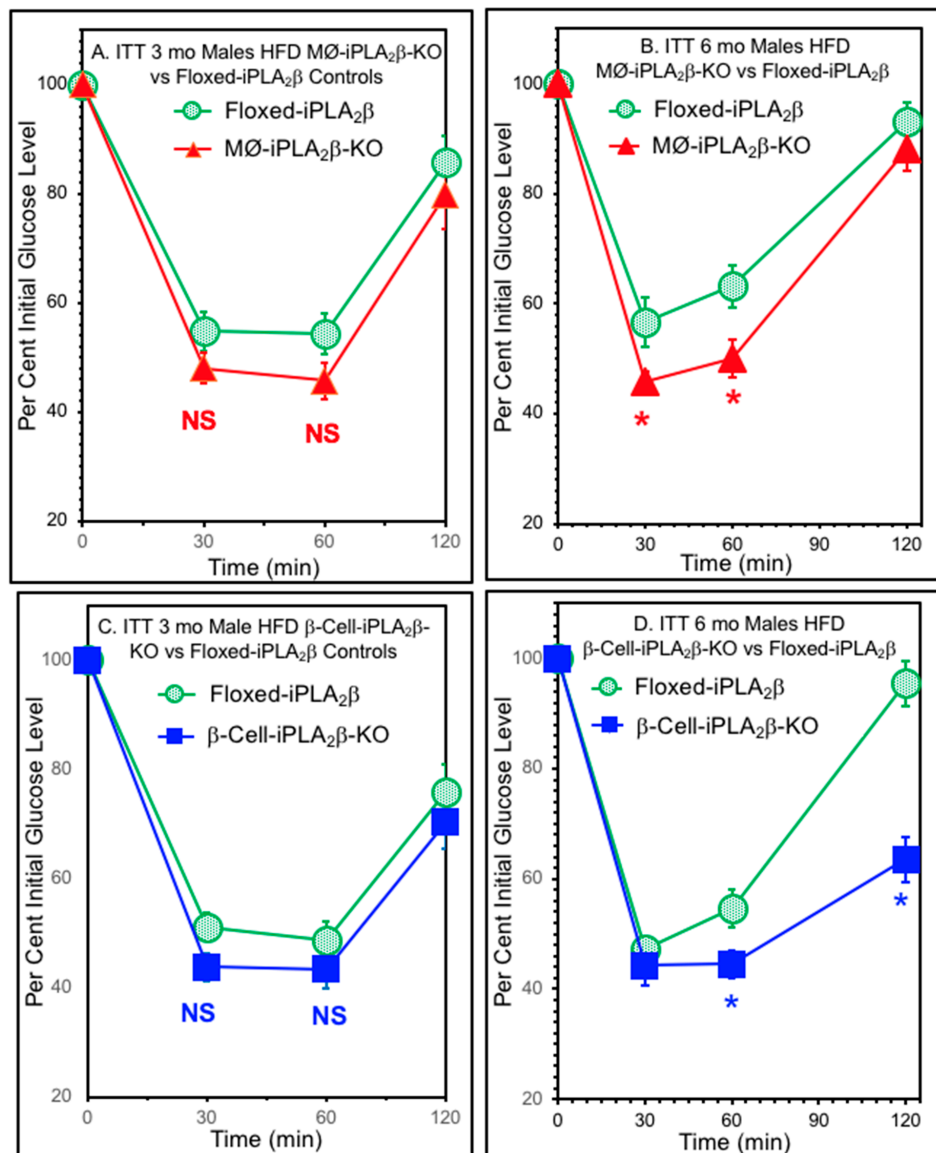 A. ITT 3 mo Males HFD MØ-iPLA₂β-KO
vs Floxed-iPLA₂β Controls
Floxed-iPLA₂β
MØ-iPLA₂β-KO
Per Cent Initial Glucose Level
100
80
60
40
20
NS
NS
0
30
60
120
Time (min)
B. ITT 6 mo Males HFD
MØ-iPLA₂β-KO vs Floxed-iPLA₂β
Floxed-iPLA₂β
MØ-iPLA₂β-KO
Per Cent Initial Glucose Level
100
80
60
40
20
*
*
0
30
60
90
120
Time (min)
C. ITT 3 mo Male HFD β-Cell-iPLA₂β-
KO vs Floxed-iPLA₂β Controls
Floxed-iPLA₂β
β-Cell-iPLA₂β-KO
Per Cent Initial Glucose Level
100
80
60
40
20
NS
NS
0
30
60
120
Time (min)
D. ITT 6 mo Males HFD
β-Cell-iPLA₂β-KO vs Floxed-iPLA₂β
Floxed-iPLA₂β
β-Cell-iPLA₂β-KO
Per Cent Initial Glucose Level
100
80
60
40
20
*
*
0
30
60
90
120
Time (min)